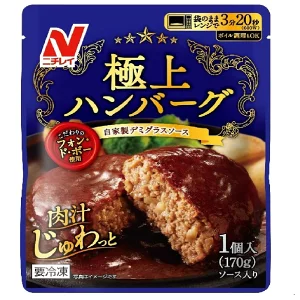 袋のまま
レンジで
3分20秒
(600W)
ボイル調理もOK
N
ニチレイ
極上
ハンバーグ
自家製デミグラスソース
こだわりの
フォン・
ド・ボー
使用
肉汁
じゅわっと
要冷凍
写真はイメージです。
1個入
(170g)
ソース入り